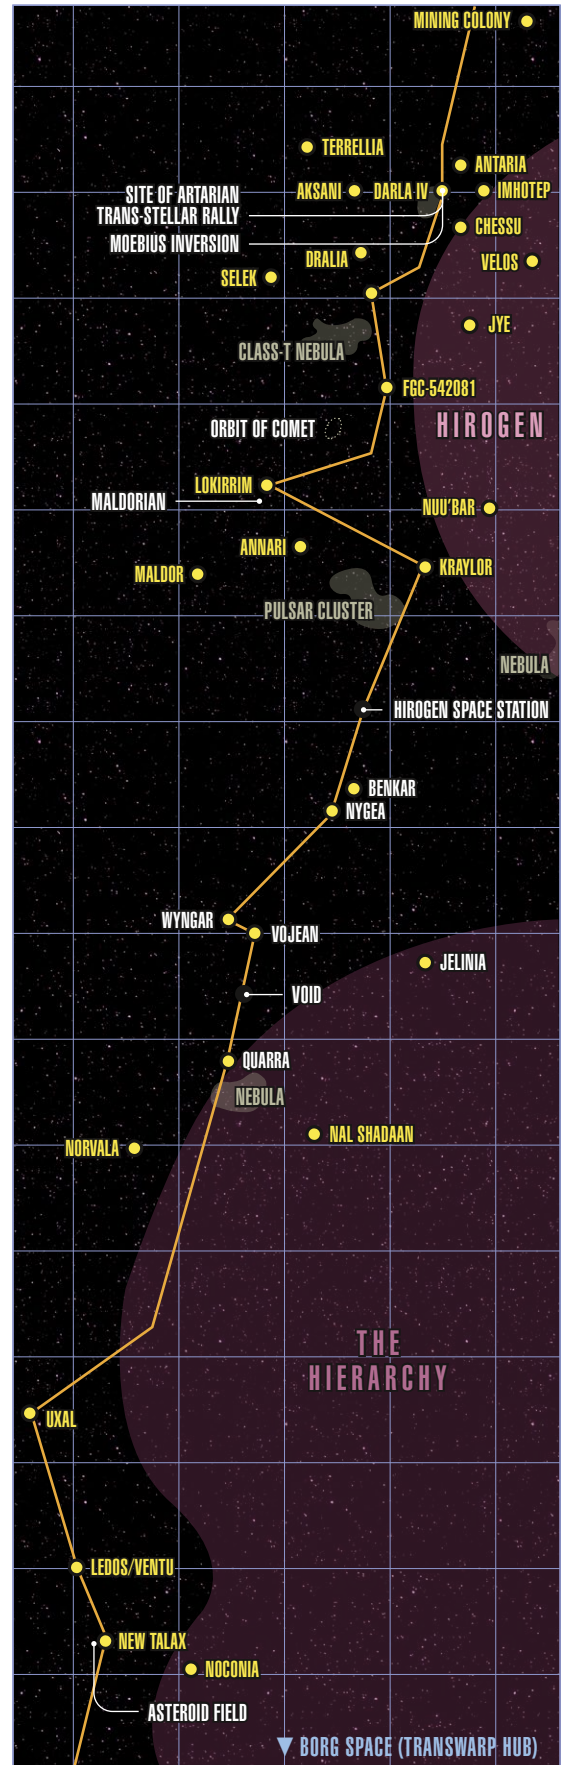 MINING COLONY
TERRELLIA
ANTARIA
SITE OF ARTARIAN
TRANS-STELLAR RALLY
AKSANI
DARLA IV
IMHOTEP
MOEBIUS INVERSION
CHESSU
DRALIA
VELOS
SELEK
JYE
CLASS-T NEBULA
FGC-542081
ORBIT OF COMET
HIROGEN
LOKIRRIM
MALDORIAN
NUU'BAR
ANNARI
KRAYLOR
MALDOR
PULSAR CLUSTER
NEBULA
HIROGEN SPACE STATION
BENKAR
NYGEA
WYNGAR
VOJEAN
JELINIA
VOID
QUARRA
NEBULA
NAL SHADAAN
NORVALA
THE
HIERARCHY
UXAL
LEDOS/VENTU
NEW TALAX
NOCONIA
ASTEROID FIELD
▼ BORG SPACE (TRANSWARP HUB)